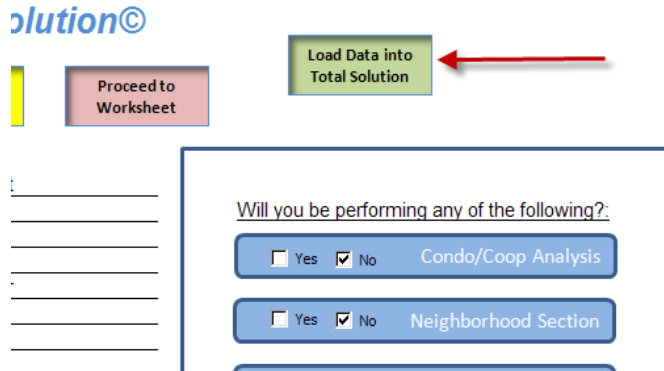 olution©
Load Data into
Total Solution
Proceed to
Worksheet
Will you be performing any of the following?:
Yes No Condo/Coop Analysis
Yes No Neighborhood Section